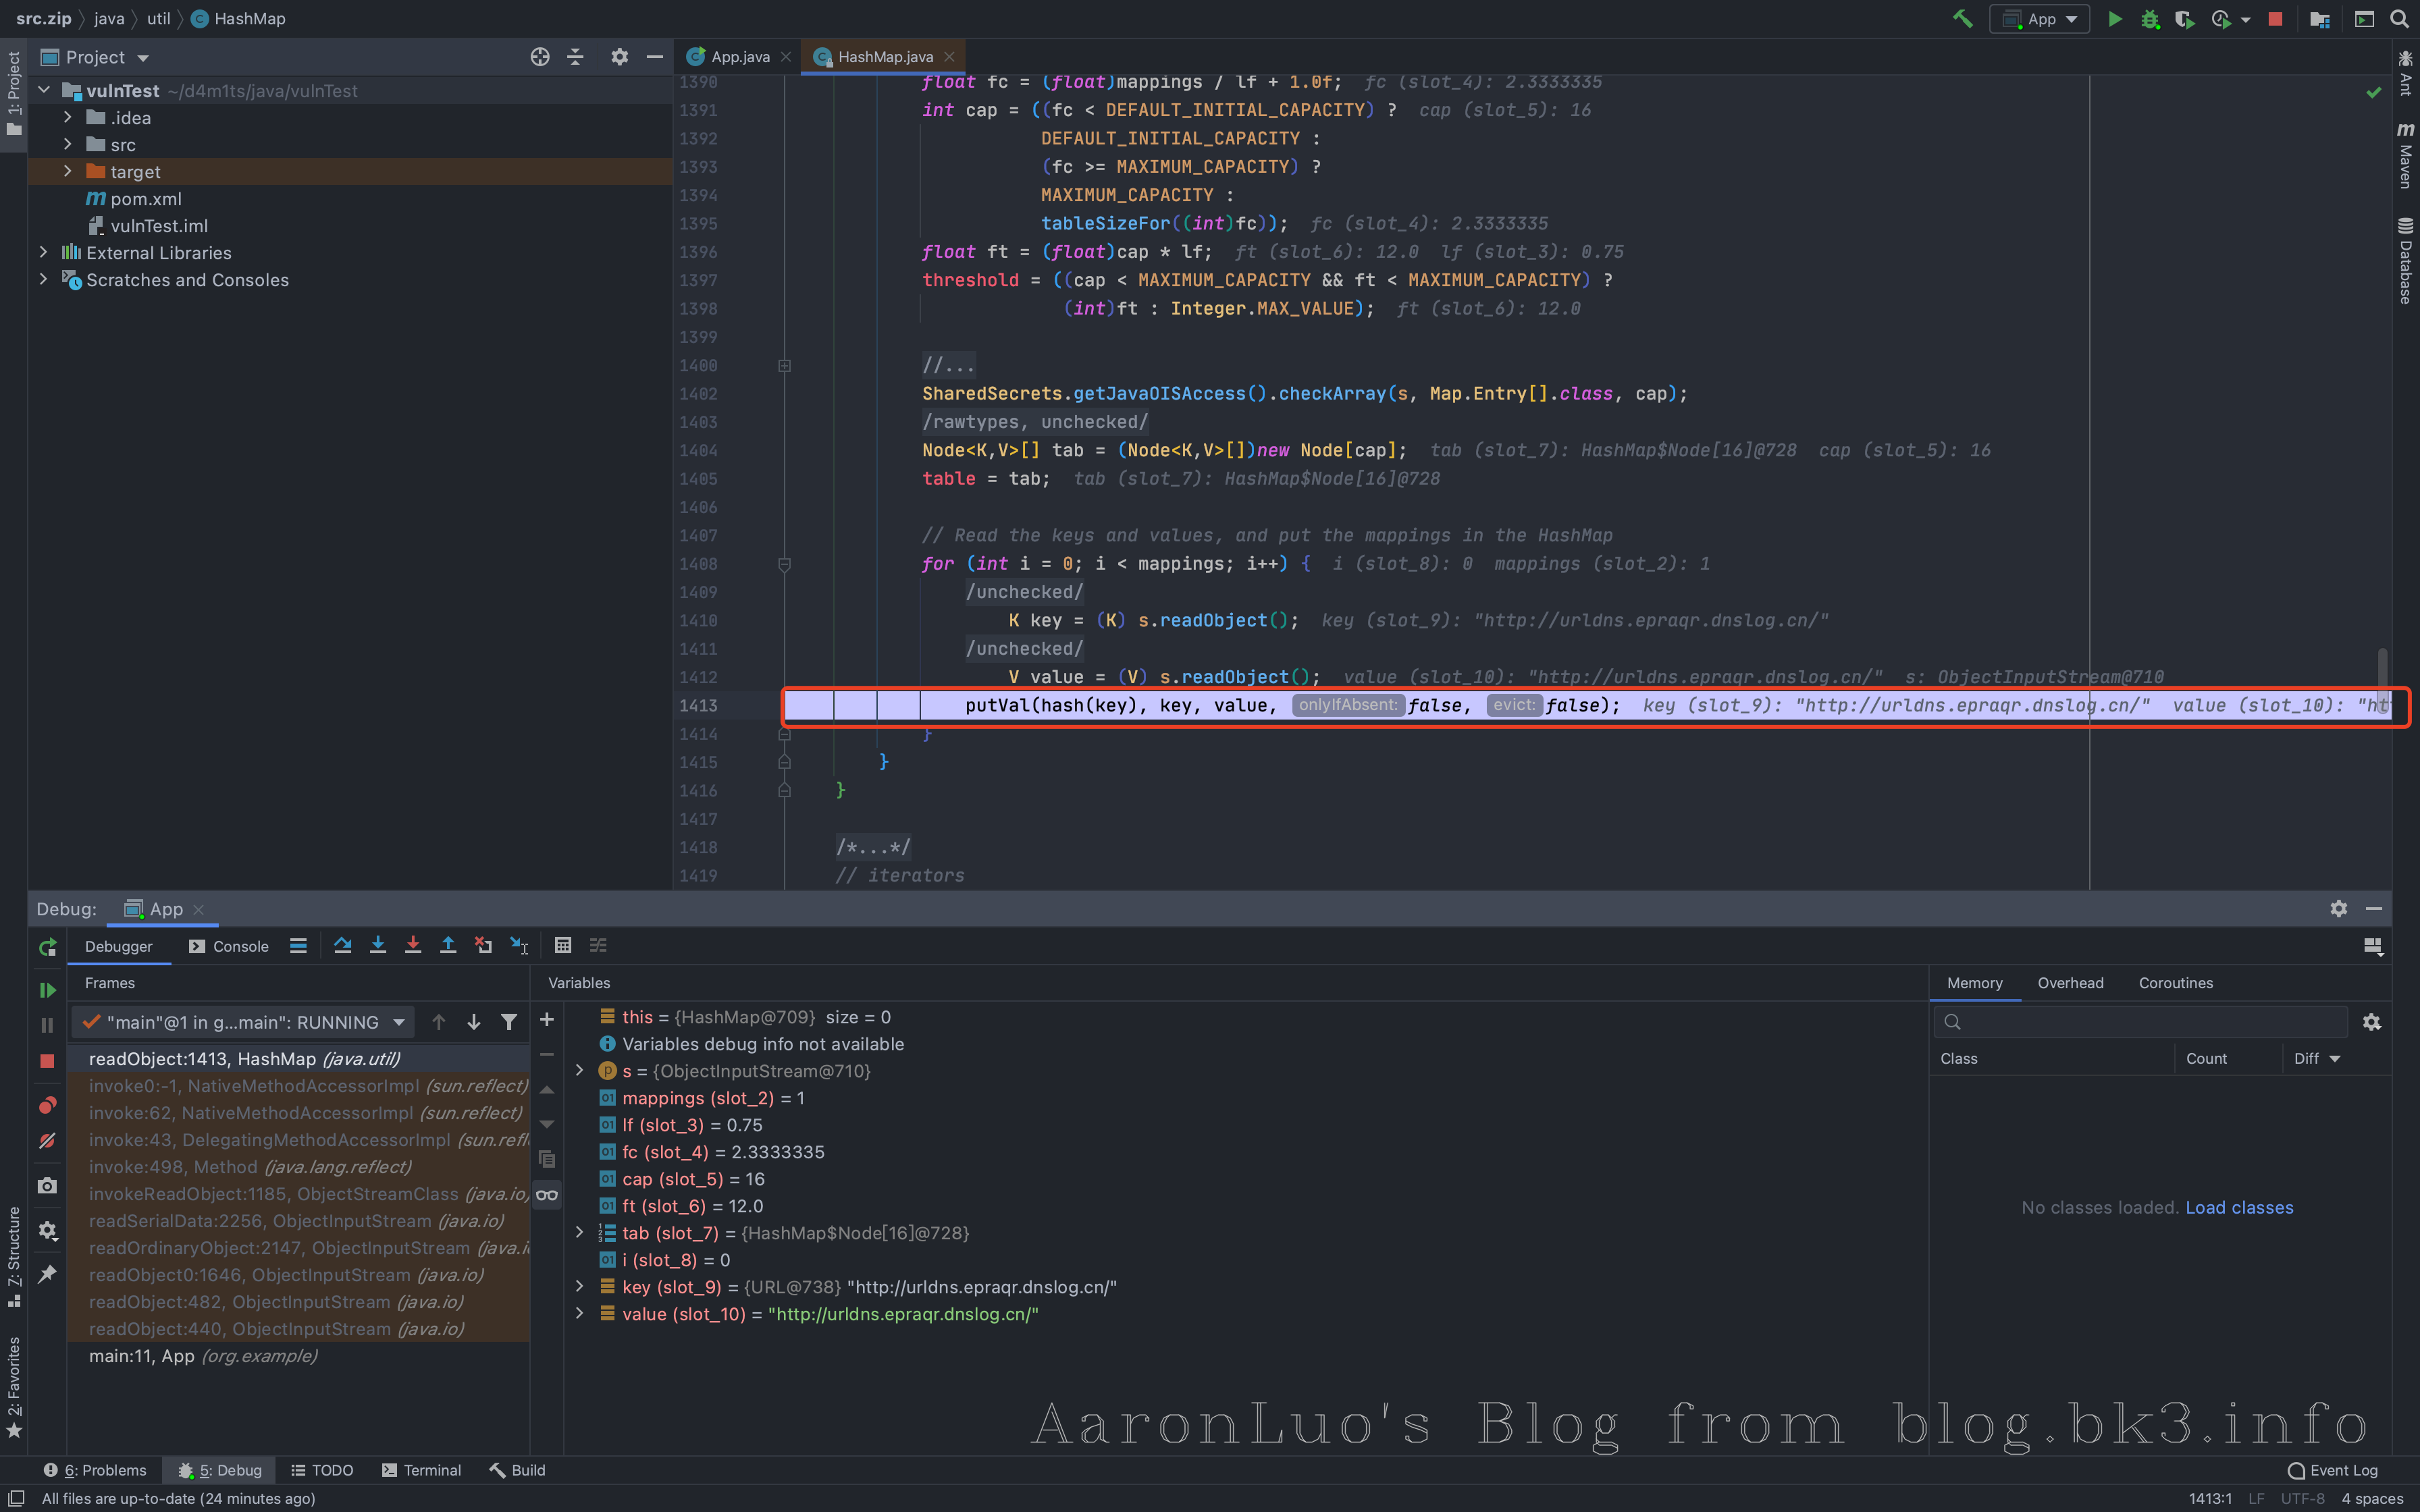 src.zip java util HashMap
App
1: Project
Project
App.java
HashMap.java
vulnTest ~/d4m1ts/java/vulnTest
.idea
src
target
pom.xml
vulnTest.iml
External Libraries
Scratches and Consoles
1390 float fc = (float)mappings / lf + 1.0f; fc (slot_4): 2.3333335
1391 int cap = ((fc < DEFAULT_INITIAL_CAPACITY) ? cap (slot_5): 16
1392 DEFAULT_INITIAL_CAPACITY :
1393 (fc >= MAXIMUM_CAPACITY) ?
1394 MAXIMUM_CAPACITY :
1395 tableSizeFor((int)fc)); fc (slot_4): 2.3333335
1396 float ft = (float)cap * lf; ft (slot_6): 12.0 lf (slot_3): 0.75
1397 threshold = ((cap < MAXIMUM_CAPACITY && ft < MAXIMUM_CAPACITY) ?
1398 (int)ft : Integer.MAX_VALUE); ft (slot_6): 12.0
1399
1400 //...
1402 SharedSecrets.getJavaOISAccess().checkArray(s, Map.Entry[].class, cap);
1403 /rawtypes, unchecked/
1404 Node<K,V>[] tab = (Node<K,V>[])new Node[cap]; tab (slot_7): HashMap$Node[16]@728 cap (slot_5): 16
1405 table = tab; tab (slot_7): HashMap$Node[16]@728
1406
1407 // Read the keys and values, and put the mappings in the HashMap
1408 for (int i = 0; i < mappings; i++) { i (slot_8): 0 mappings (slot_2): 1
1409 /unchecked/
1410 K key = (K) s.readObject(); key (slot_9): "http://urldns.epraqr.dnslog.cn/"
1411 /unchecked/
1412 V value = (V) s.readObject(); value (slot_10): "http://urldns.epraqr.dnslog.cn/" s: ObjectInputStream@710
1413 putVal(hash(key), key, value, onlyIfAbsent: false, evict: false); key (slot_9): "http://urldns.epraqr.dnslog.cn/" value (slot_10): "ht
1414 }
1415 }
1416 }
1417
1418 /*...*/
1419 // iterators
Ant
Maven
Database
Debug: App
Debugger Console
Frames
Variables
"main"@1 in g...main": RUNNING
readObject:1413, HashMap (java.util)
invoke0:-1, NativeMethodAccessorImpl (sun.reflect)
invoke:62, NativeMethodAccessorImpl (sun.reflect)
invoke:43, DelegatingMethodAccessorImpl (sun.refl
invoke:498, Method (java.lang.reflect)
invokeReadObject:1185, ObjectStreamClass (java.io)
readSerialData:2256, ObjectInputStream (java.io)
readOrdinaryObject:2147, ObjectInputStream (java.i
readObject0:1646, ObjectInputStream (java.io)
readObject:482, ObjectInputStream (java.io)
readObject:440, ObjectInputStream (java.io)
main:11, App (org.example)
this = {HashMap@709} size = 0
Variables debug info not available
s = {ObjectInputStream@710}
mappings (slot_2) = 1
lf (slot_3) = 0.75
fc (slot_4) = 2.3333335
cap (slot_5) = 16
ft (slot_6) = 12.0
tab (slot_7) = {HashMap$Node[16]@728}
i (slot_8) = 0
key (slot_9) = {URL@738} "http://urldns.epraqr.dnslog.cn/"
value (slot_10) = "http://urldns.epraqr.dnslog.cn/"
Memory Overhead Coroutines
Class Count Diff
No classes loaded. Load classes
7: Structure
2: Favorites
AaronLuo's Blog from blog.bk3.info
6: Problems 5: Debug TODO Terminal Build Event Log
All files are up-to-date (24 minutes ago) 1413:1 LF UTF-8 4 spaces